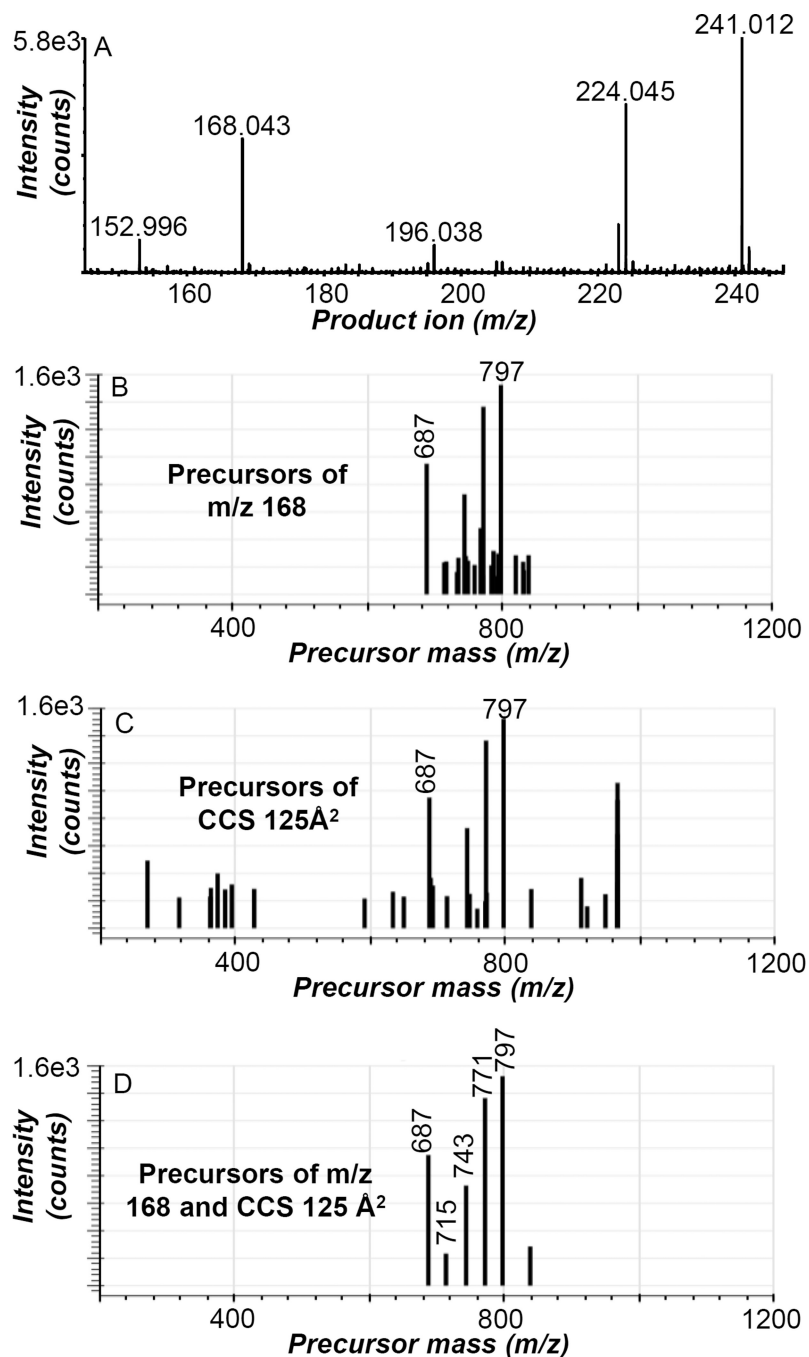 5.8e3
A
241.012
224.045
168.043
152.996
196.038
Intensity
(counts)
160
180
200
220
240
Product ion (m/z)
1.6e3
B
797
687
Precursors of
m/z 168
Intensity
(counts)
400
800
1200
Precursor mass (m/z)
1.6e3
C
797
687
Precursors of
CCS 125Å²
Intensity
(counts)
400
800
1200
Precursor mass (m/z)
1.6e3
D
687
715
743
771
797
Precursors of m/z
168 and CCS 125 Å²
Intensity
(counts)
400
800
1200
Precursor mass (m/z)